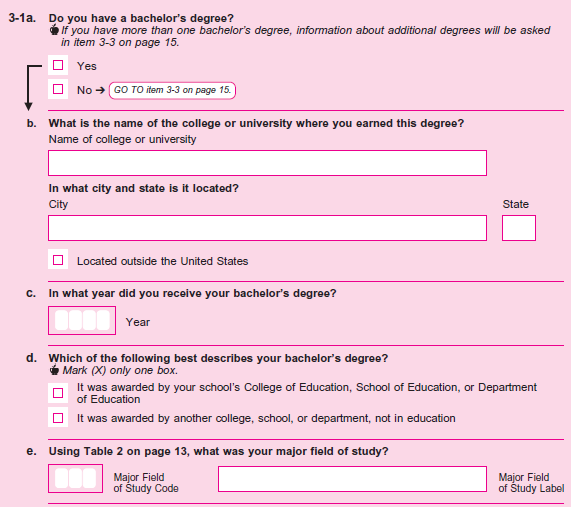 3-1a. Do you have a bachelor's degree?
If you have more than one bachelor's degree, information about additional degrees will be asked
in item 3-3 on page 15.
Yes
No ➔ GO TO item 3-3 on page 15.
b. What is the name of the college or university where you earned this degree?
Name of college or university
In what city and state is it located?
City State
Located outside the United States
c. In what year did you receive your bachelor's degree?
Year
d. Which of the following best describes your bachelor's degree?
Mark (X) only one box.
It was awarded by your school's College of Education, School of Education, or Department
of Education
It was awarded by another college, school, or department, not in education
e. Using Table 2 on page 13, what was your major field of study?
Major Field Major Field
of Study Code of Study Label